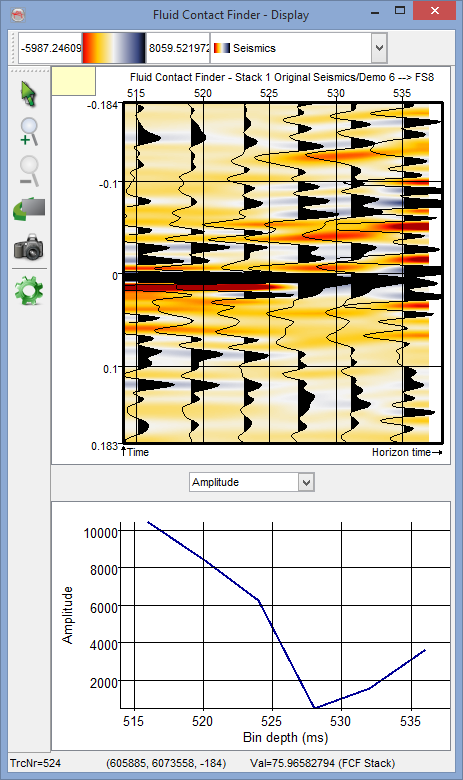 Fluid Contact Finder - Display
-5987.24609 8059.521972 Seismics
Fluid Contact Finder - Stack 1 Original Seismics/Demo 6 --> FS8
515 520 525 530 535
-0.184
-0.1
0
0.1
0.183
Time Horizon time
Amplitude
10000
8000
6000
4000
2000
Amplitude
515 520 525 530 535
Bin depth (ms)
TrcNr=524 (605885, 6073558, -184) Val=75.96582794 (FCF Stack)